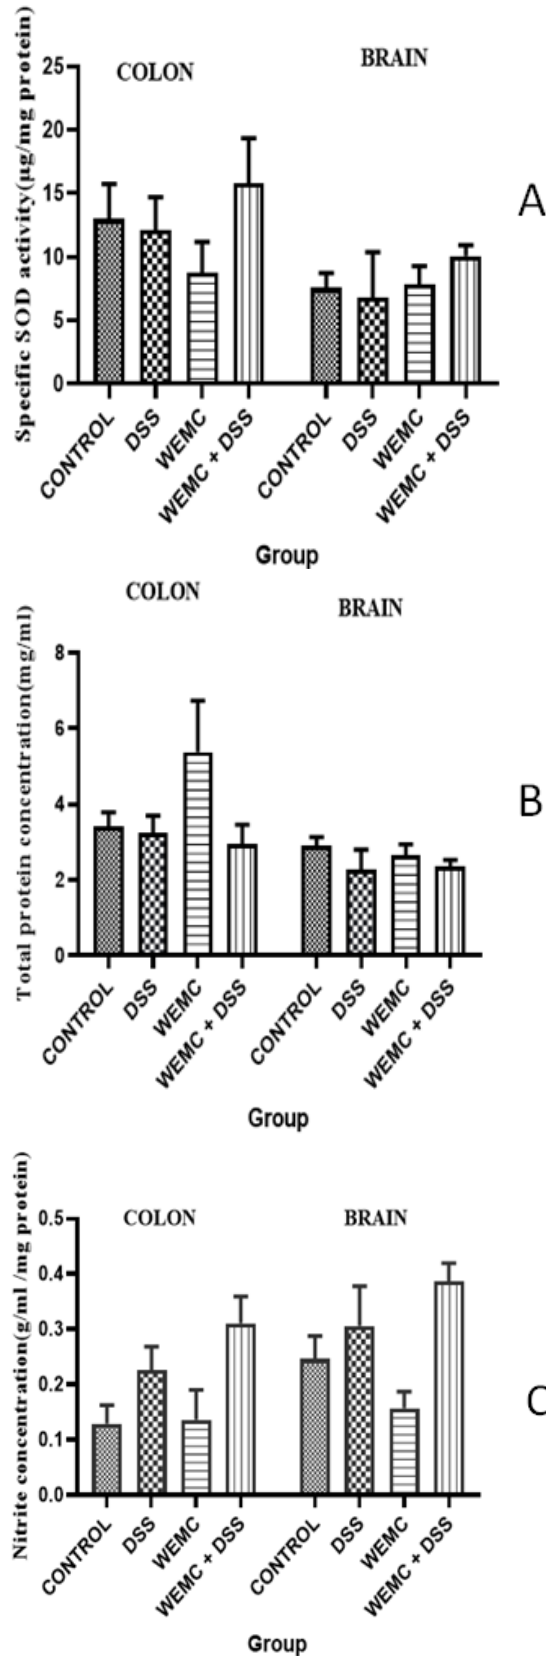 COLON
BRAIN
Specific SOD activity(µg/mg protein)
25
20
15
10
5
0
A
CONTROL
DSS
WEMC
WEMC + DSS
CONTROL
DSS
WEMC
WEMC + DSS
Group
COLON
BRAIN
Total protein concentration(mg/ml)
8
6
4
2
0
B
CONTROL
DSS
WEMC
WEMC + DSS
CONTROL
DSS
WEMC
WEMC + DSS
Group
COLON
BRAIN
Nitrite concentration(g/ml /mg protein)
0.5
0.4
0.3
0.2
0.1
0.0
C
CONTROL
DSS
WEMC
WEMC + DSS
CONTROL
DSS
WEMC
WEMC + DSS
Group